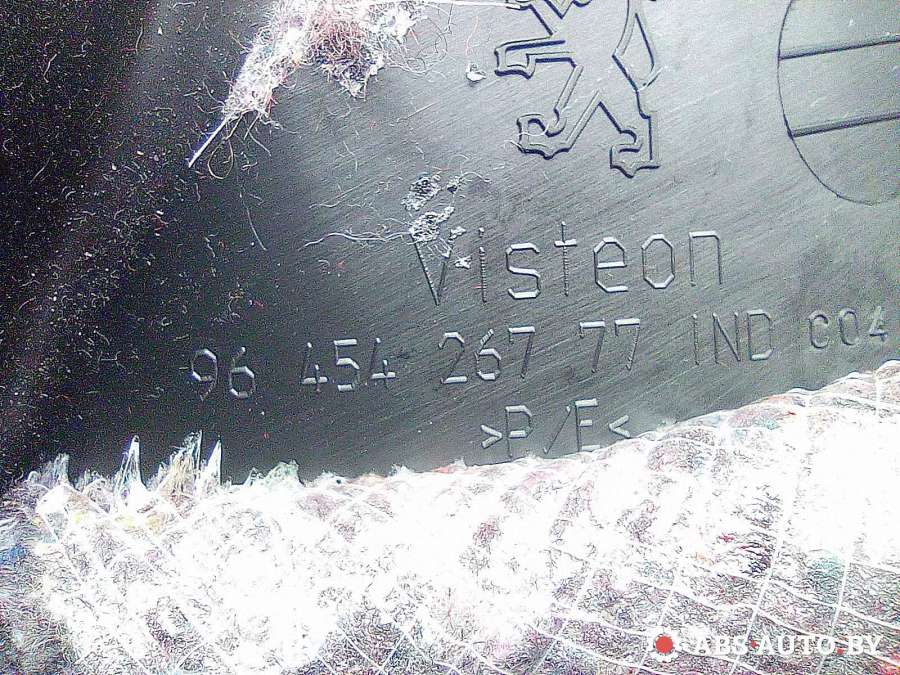 Visteon
96 454 267 77 IND C04
>P/E<
ABS-AUTO.BY